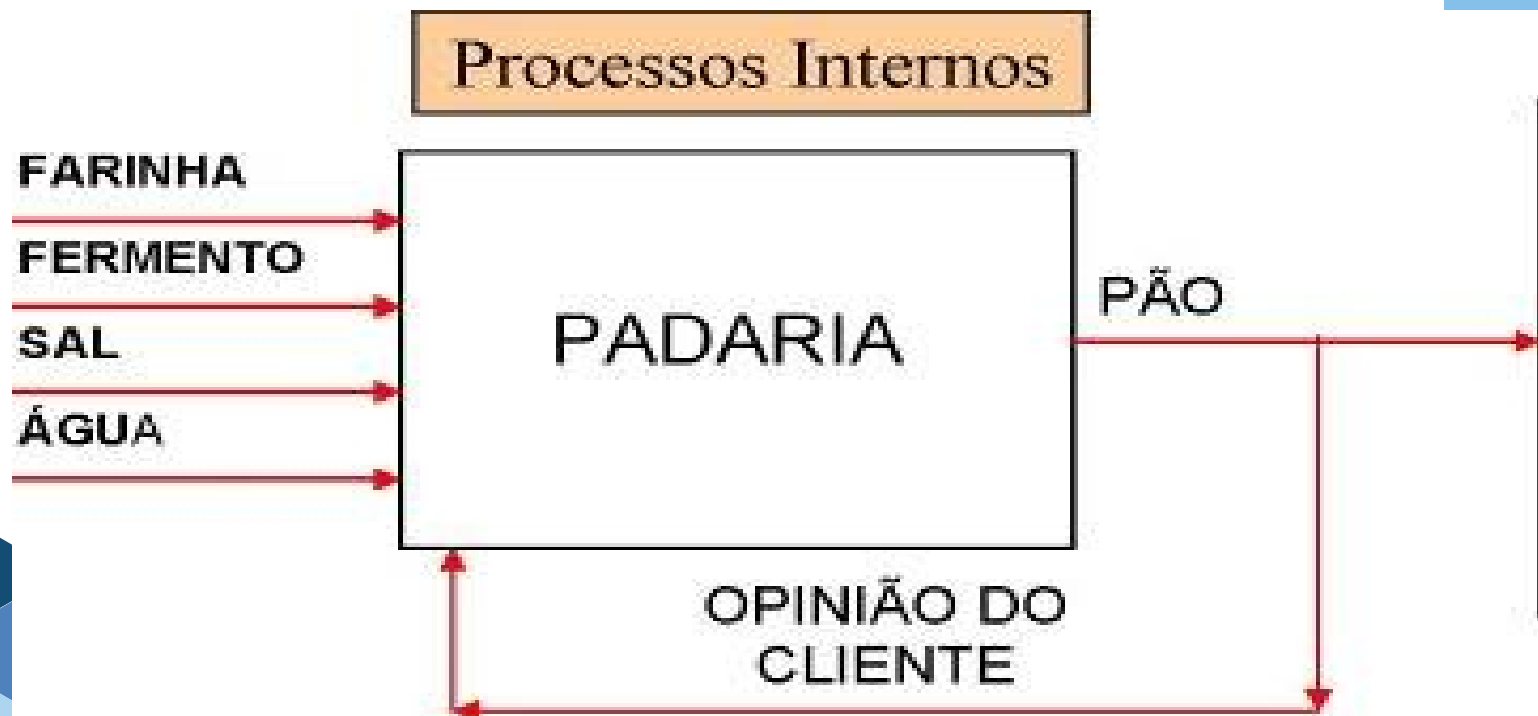 Processos Internos
FARINHA
FERMENTO
SAL
ÁGUA
PADARIA
PÃO
OPINIÃO DO
CLIENTE